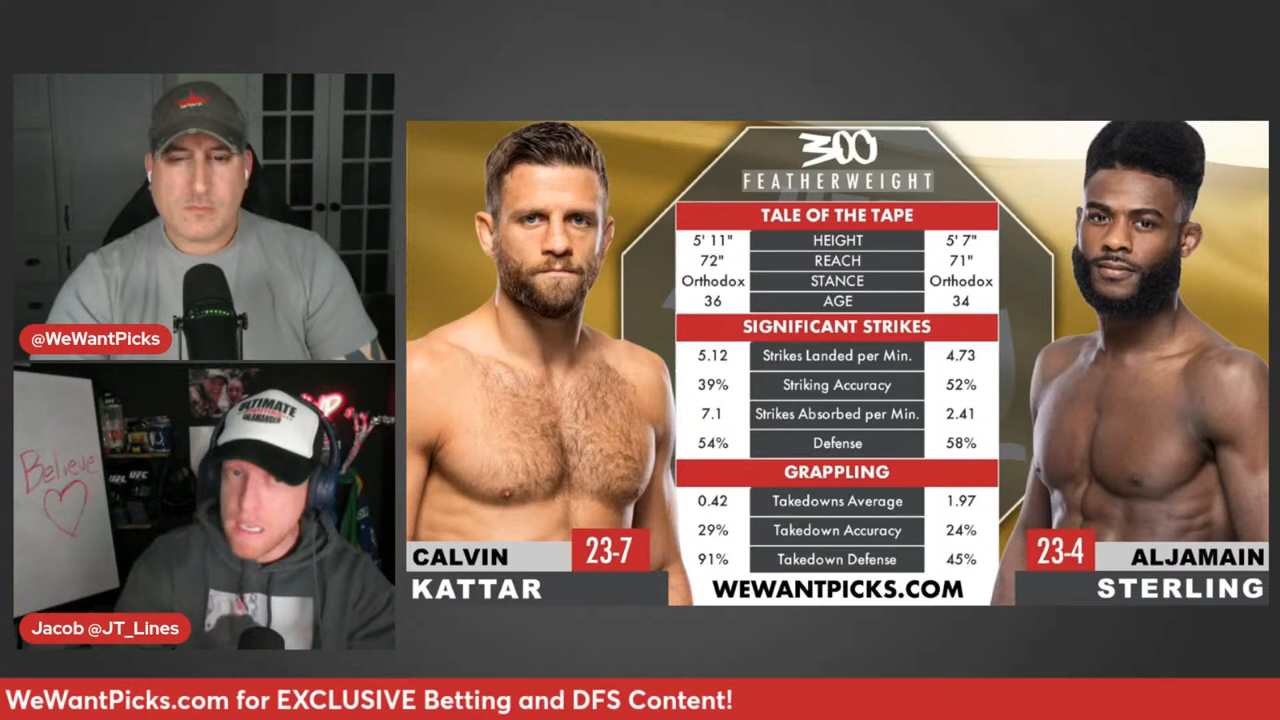 @WeWantPicks
ULTIMATE
Believe
UFC
Jacob @JT_Lines
300
FEATHERWEIGHT
TALE OF THE TAPE
5' 11" HEIGHT 5' 7"
72" REACH 71"
Orthodox STANCE Orthodox
36 AGE 34
SIGNIFICANT STRIKES
5.12 Strikes Landed per Min. 4.73
39% Striking Accuracy 52%
7.1 Strikes Absorbed per Min. 2.41
54% Defense 58%
GRAPPLING
0.42 Takedowns Average 1.97
29% Takedown Accuracy 24%
91% Takedown Defense 45%
CALVIN 23-7
KATTAR
WEWANTPICKS.COM
23-4 ALJAMAIN
STERLING
WeWantPicks.com for EXCLUSIVE Betting and DFS Content!